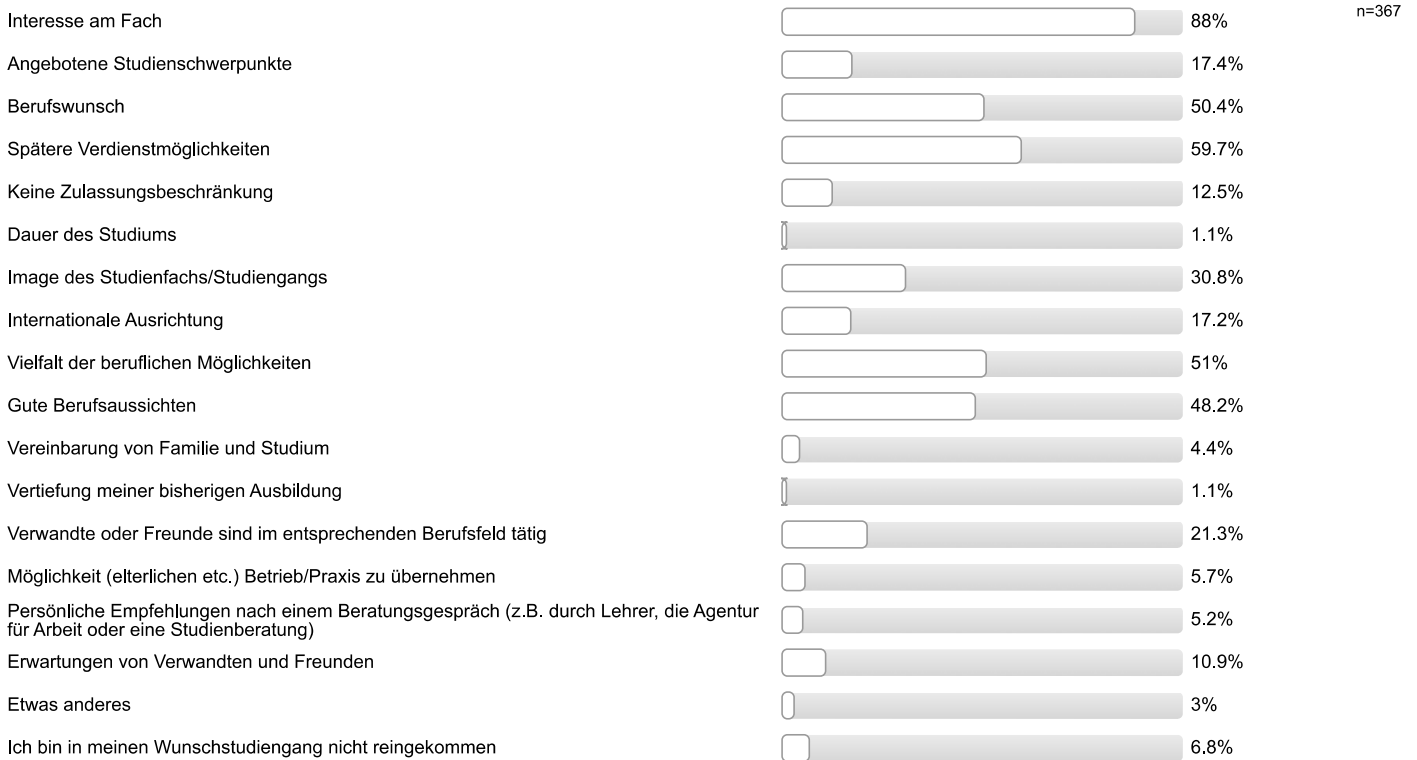 Interesse am Fach 88% n=367
Angebotene Studienschwerpunkte 17.4%
Berufswunsch 50.4%
Spätere Verdienstmöglichkeiten 59.7%
Keine Zulassungsbeschränkung 12.5%
Dauer des Studiums 1.1%
Image des Studienfachs/Studiengangs 30.8%
Internationale Ausrichtung 17.2%
Vielfalt der beruflichen Möglichkeiten 51%
Gute Berufsaussichten 48.2%
Vereinbarung von Familie und Studium 4.4%
Vertiefung meiner bisherigen Ausbildung 1.1%
Verwandte oder Freunde sind im entsprechenden Berufsfeld tätig 21.3%
Möglichkeit (elterlichen etc.) Betrieb/Praxis zu übernehmen 5.7%
Persönliche Empfehlungen nach einem Beratungsgespräch (z.B. durch Lehrer, die Agentur
für Arbeit oder eine Studienberatung) 5.2%
Erwartungen von Verwandten und Freunden 10.9%
Etwas anderes 3%
Ich bin in meinen Wunschstudiengang nicht reingekommen 6.8%